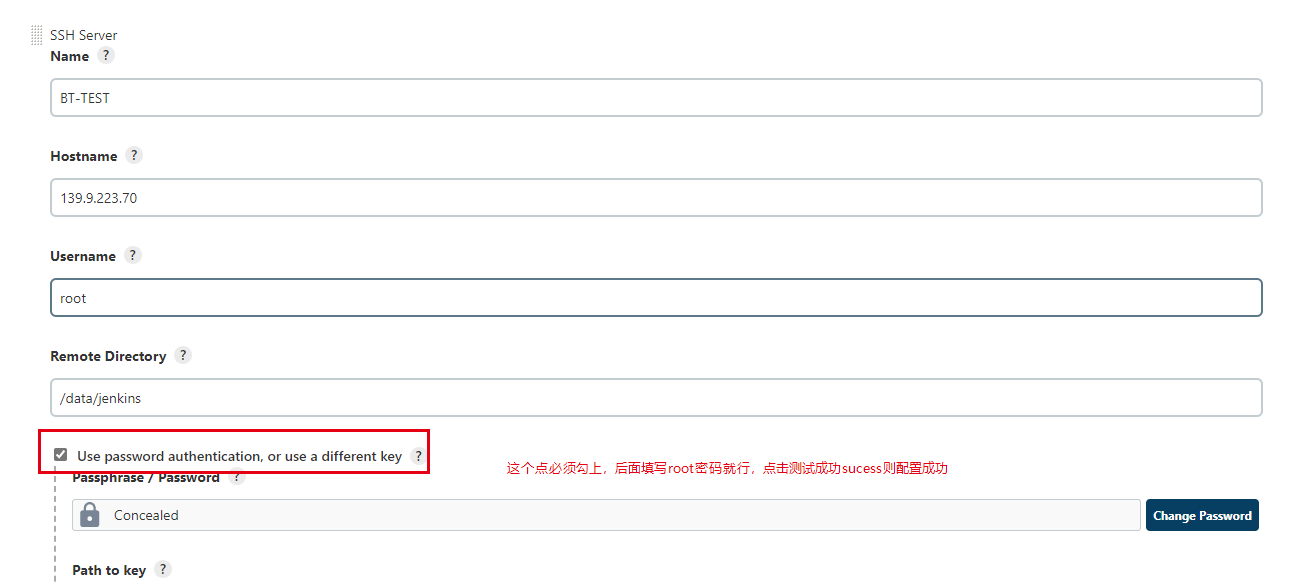 SSH Server
Name ?
BT-TEST
Hostname ?
139.9.223.70
Username ?
root
Remote Directory ?
/data/jenkins
Use password authentication, or use a different key ?
这个点必须勾上，后面填写root密码就行，点击测试成功sucess则配置成功
Passphrase / Password ?
Concealed
Change Password
Path to key ?